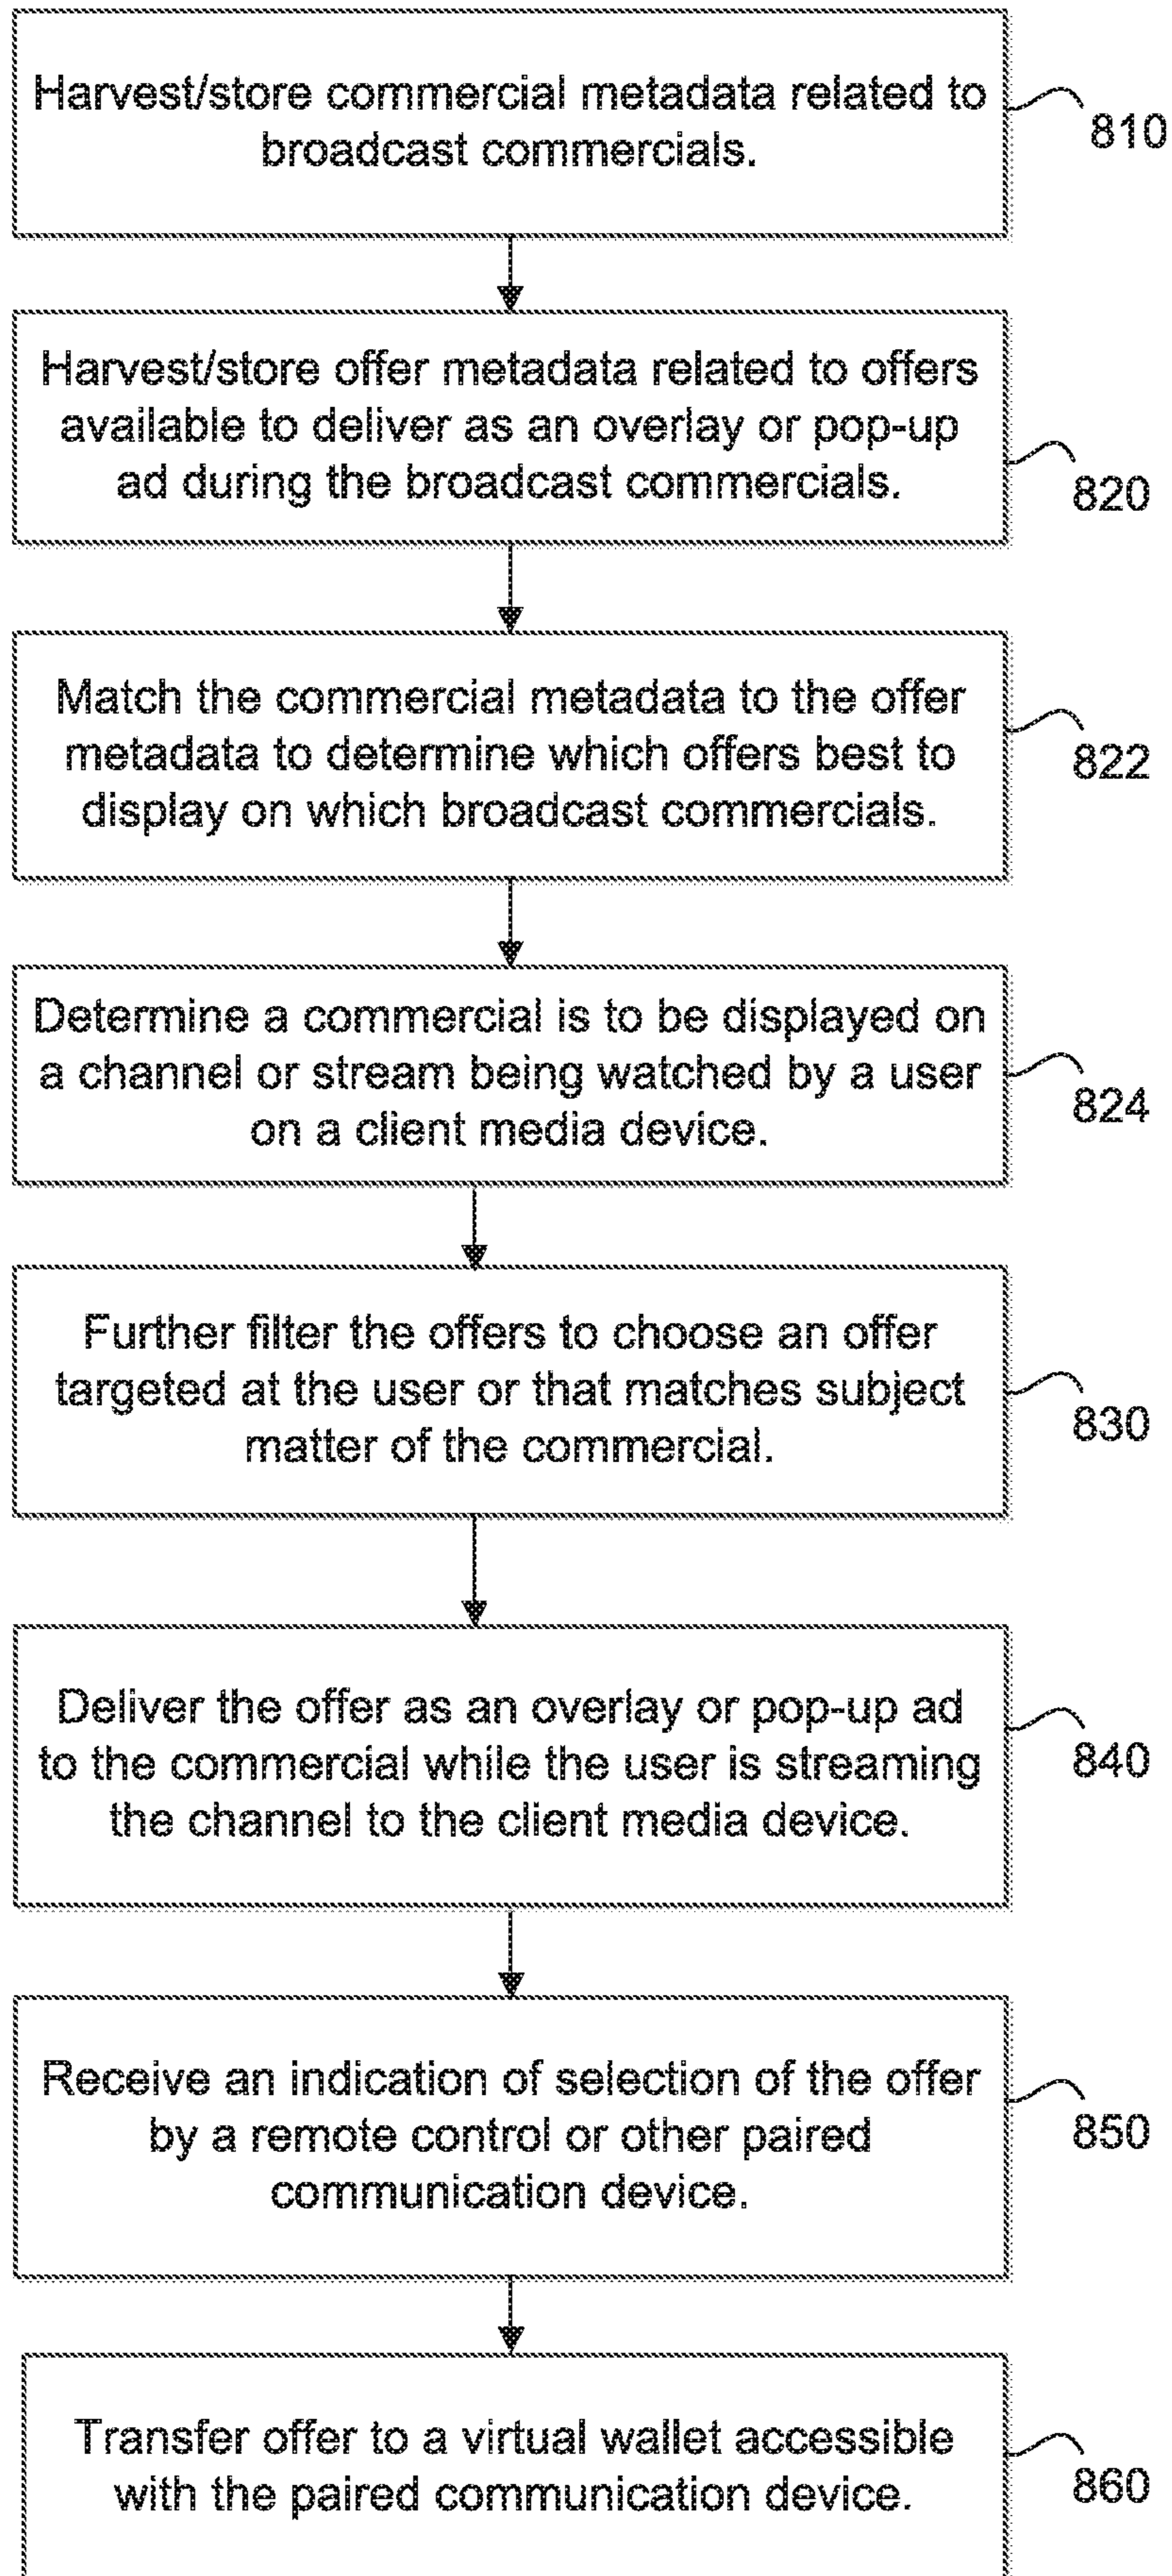 Harvest/store commercial metadata related to
broadcast commercials.
810
Harvest/store offer metadata related to offers
available to deliver as an overlay or pop-up
ad during the broadcast commercials.
820
Match the commercial metadata to the offer
metadata to determine which offers best to
display on which broadcast commercials.
822
Determine a commercial is to be displayed on
a channel or stream being watched by a user
on a client media device.
824
Further filter the offers to choose an offer
targeted at the user or that matches subject
matter of the commercial.
830
Deliver the offer as an overlay or pop-up ad
to the commercial while the user is streaming
the channel to the client media device.
840
Receive an indication of selection of the offer
by a remote control or other paired
communication device.
850
Transfer offer to a virtual wallet accessible
with the paired communication device.
860